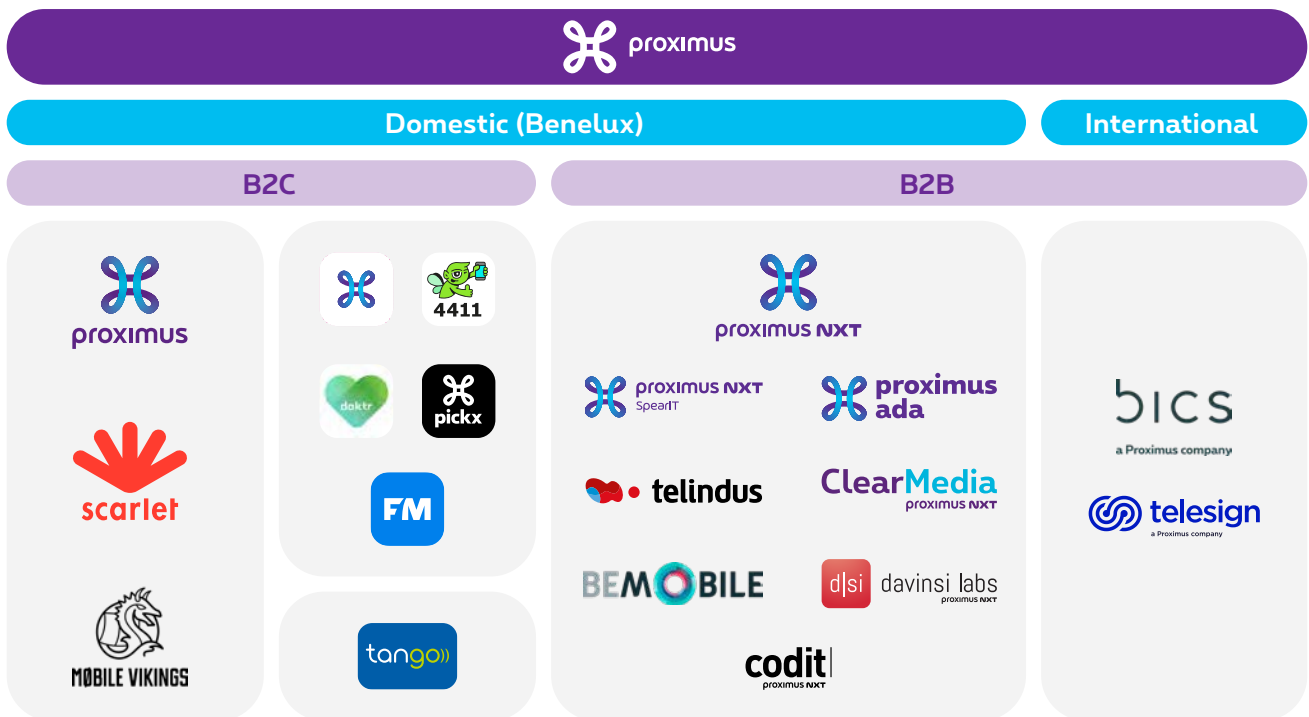 proximus
Domestic (Benelux)
International
B2C
B2B
proximus
4411
doktr
pickx
FM
scarlet
MØBILE VIKINGS
tango
proximus NXT
proximus NXT
SpearIT
proximus
ada
telindus
ClearMedia
proximus NXT
BEMOBILE
d|si davinsi labs
proximus NXT
codit
proximus NXT
bics
a Proximus company
telesign
a Proximus company